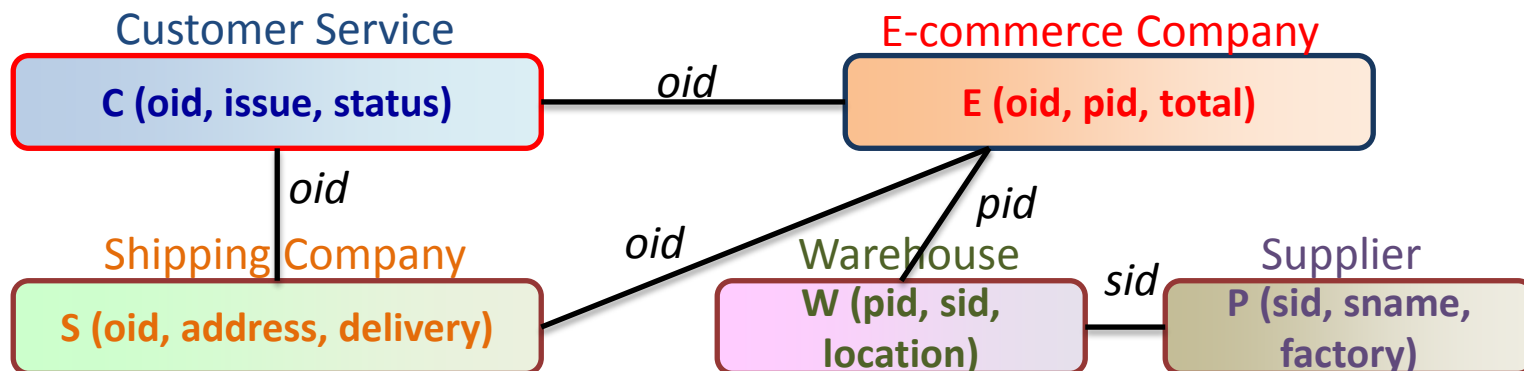 Customer Service
E-commerce Company
C (oid, issue, status)
oid
E (oid, pid, total)
oid
oid
pid
Shipping Company
Warehouse
Supplier
S (oid, address, delivery)
W (pid, sid,
location)
sid
P (sid, sname,
factory)